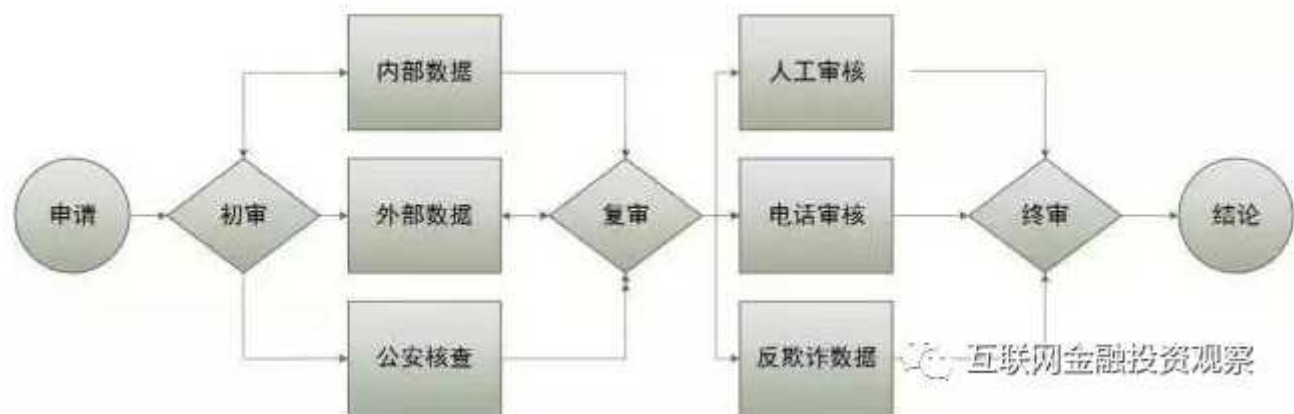 内部数据
人工审核
申请
初审
外部数据
复审
电话审核
终审
结论
公安核查
反欺诈数据
互联网金融投资观察